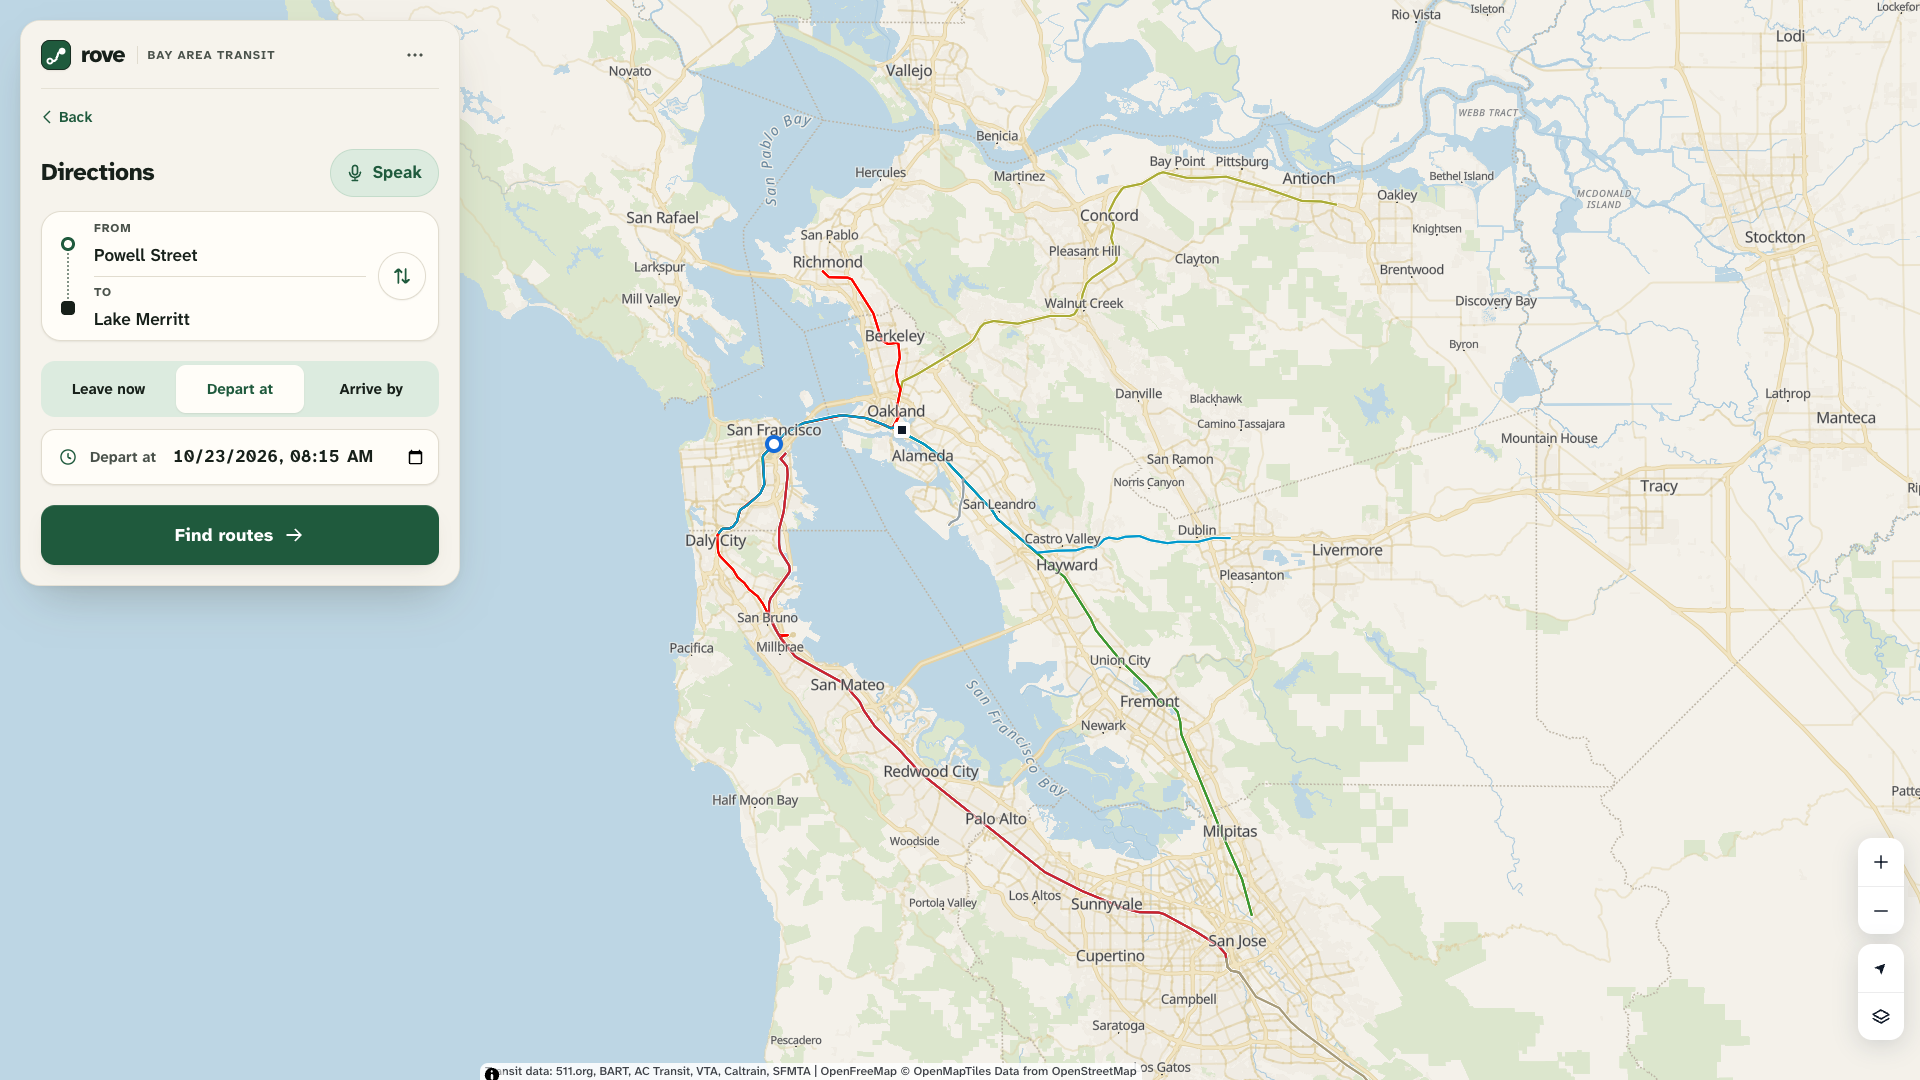 rove
BAY AREA TRANSIT
Back
Directions
Speak
FROM
Powell Street
TO
Lake Merritt
Leave now
Depart at
Arrive by
Depart at 10/23/2026, 08:15 AM
Find routes
Novato
Vallejo
Rio Vista
Isleton
Lodi
San Pablo Bay
Benicia
WEBB TRACT
Hercules
Martinez
Bay Point
Pittsburg
Antioch
Bethel Island
Oakley
MCDONALD
ISLAND
San Rafael
Concord
San Pablo
Pleasant Hill
Knightsen
Stockton
Larkspur
Richmond
Clayton
Brentwood
Mill Valley
Walnut Creek
Discovery Bay
Berkeley
Byron
Danville
Blackhawk
Lathrop
Oakland
Camino Tassajara
Manteca
San Francisco
Mountain House
Alameda
San Ramon
Norris Canyon
Tracy
San Leandro
Daly City
Castro Valley
Dublin
Livermore
Hayward
Pleasanton
San Bruno
Pacifica
Millbrae
Union City
San Mateo
Fremont
San Francisco Bay
Newark
Redwood City
Half Moon Bay
Palo Alto
Milpitas
Woodside
Los Altos
Portola Valley
Sunnyvale
San Jose
Cupertino
Campbell
Saratoga
Pescadero
data: 511.org, BART, AC Transit, VTA, Caltrain, SFMTA | OpenFreeMap © OpenMapTiles Data from OpenStreetMap
Gatos